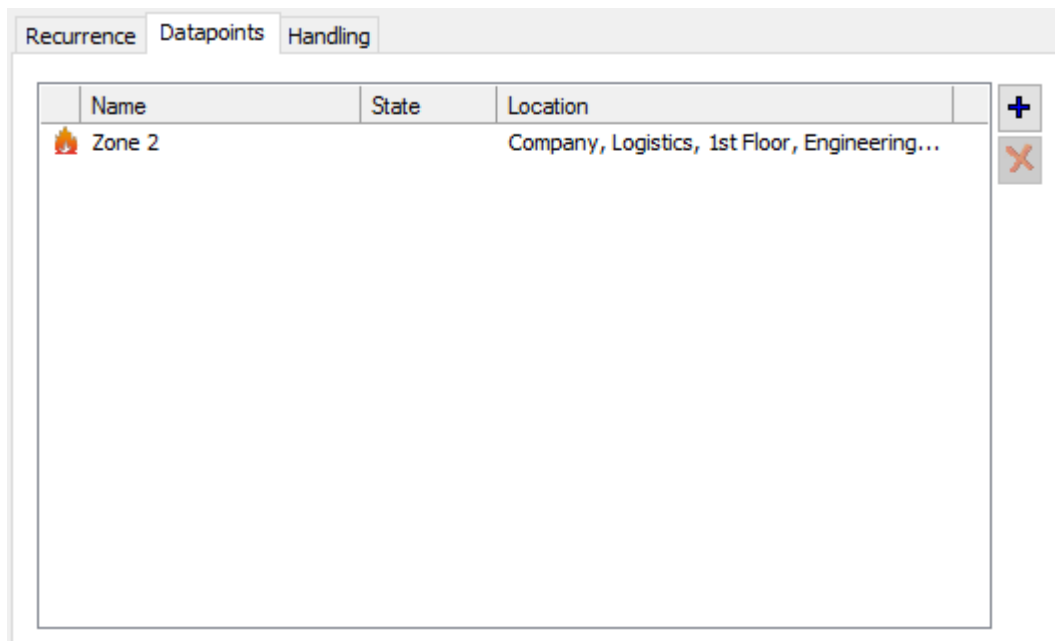 Recurrence Datapoints Handling
Name State Location
Zone 2 Company, Logistics, 1st Floor, Engineering...